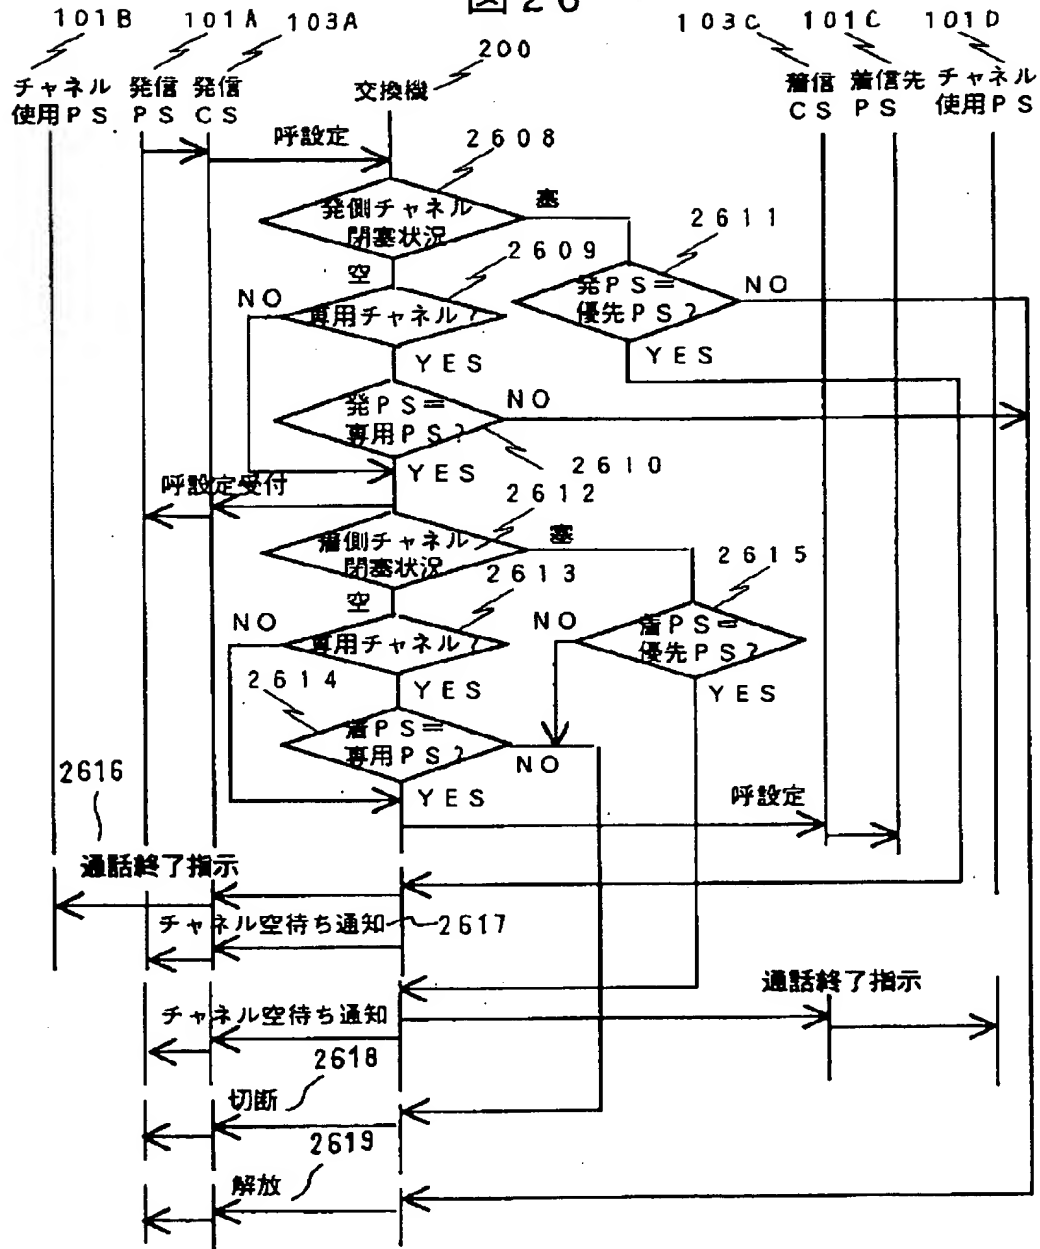 図26
101B
101A
103A
200
103C
101C
101D
チャネル
使用PS
発信
PS
発信
CS
交換機
着信
CS
着信先
PS
チャネル
使用PS
呼設定
2608
発側チャネル
閉塞状況
塞
2611
空
2609
発PS=
優先PS?
NO
NO
専用チャネル?
YES
YES
発PS=
専用PS?
NO
YES
2610
呼設定受付
2612
着側チャネル
閉塞状況
塞
2615
空
2613
NO
専用チャネル?
NO
着PS=
優先PS?
2614
YES
YES
着PS=
専用PS?
NO
2616
YES
呼設定
通話終了指示
チャネル空待ち通知
2617
通話終了指示
チャネル空待ち通知
2618
切断
2619
解放